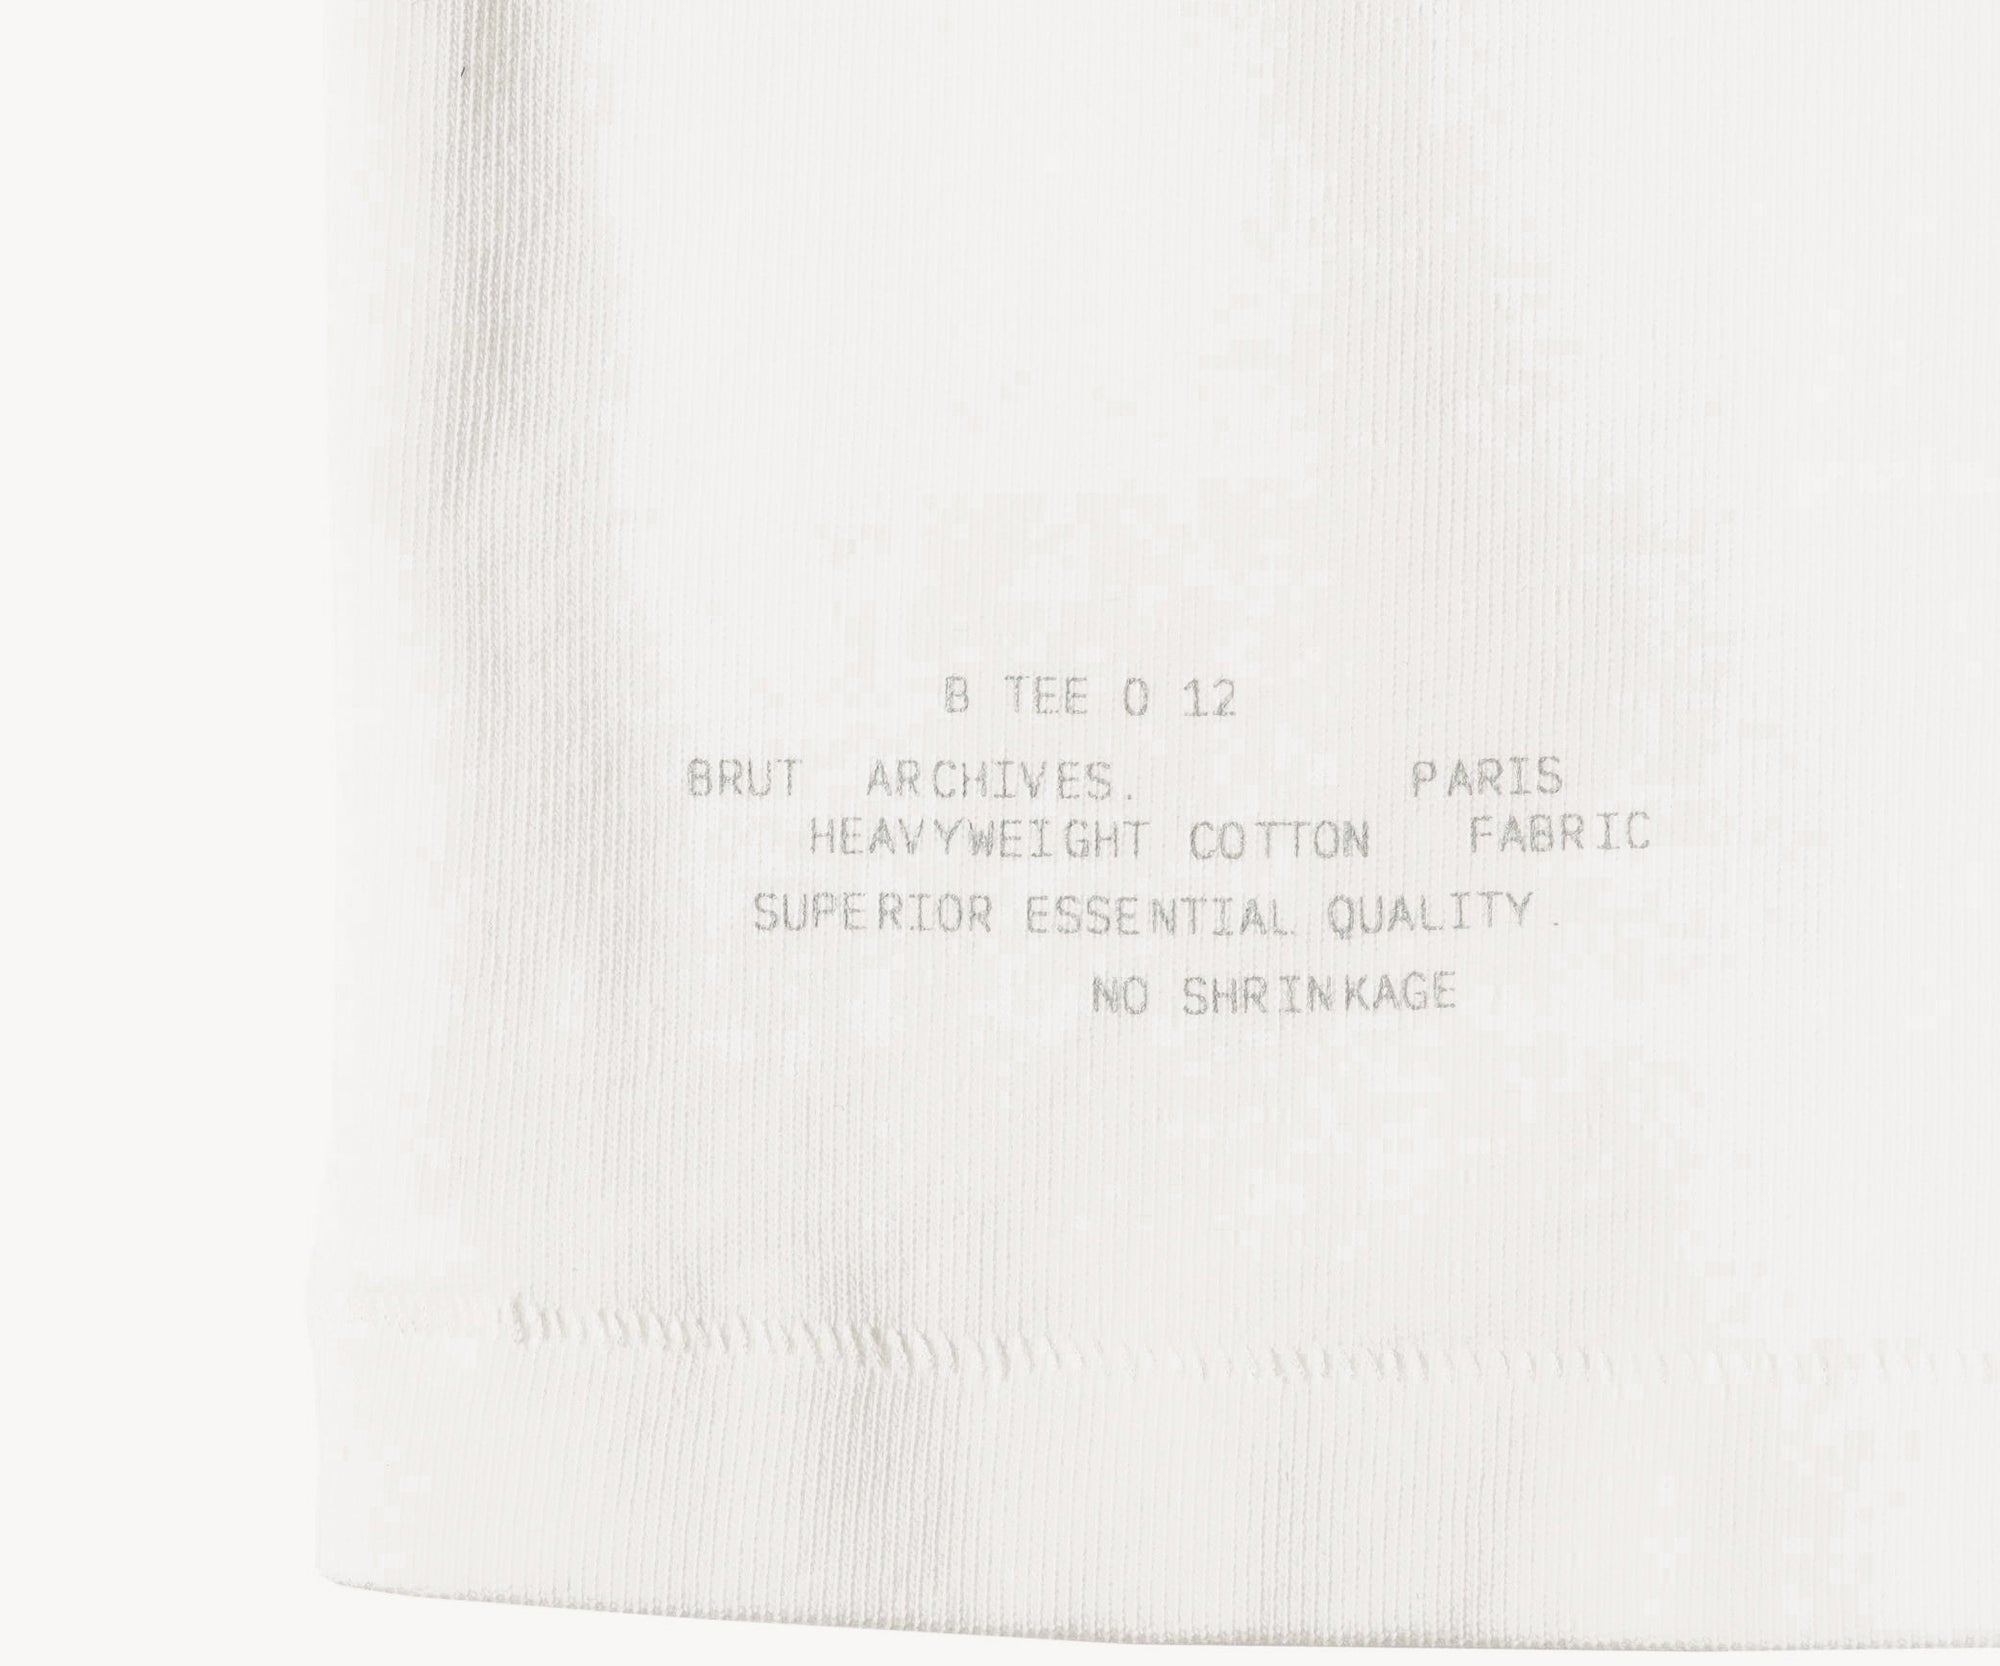 B TEE 0 12
BRUT ARCHIVES. PARIS
HEAVYWEIGHT COTTON FABRIC
SUPERIOR ESSENTIAL QUALITY.
NO SHRINKAGE